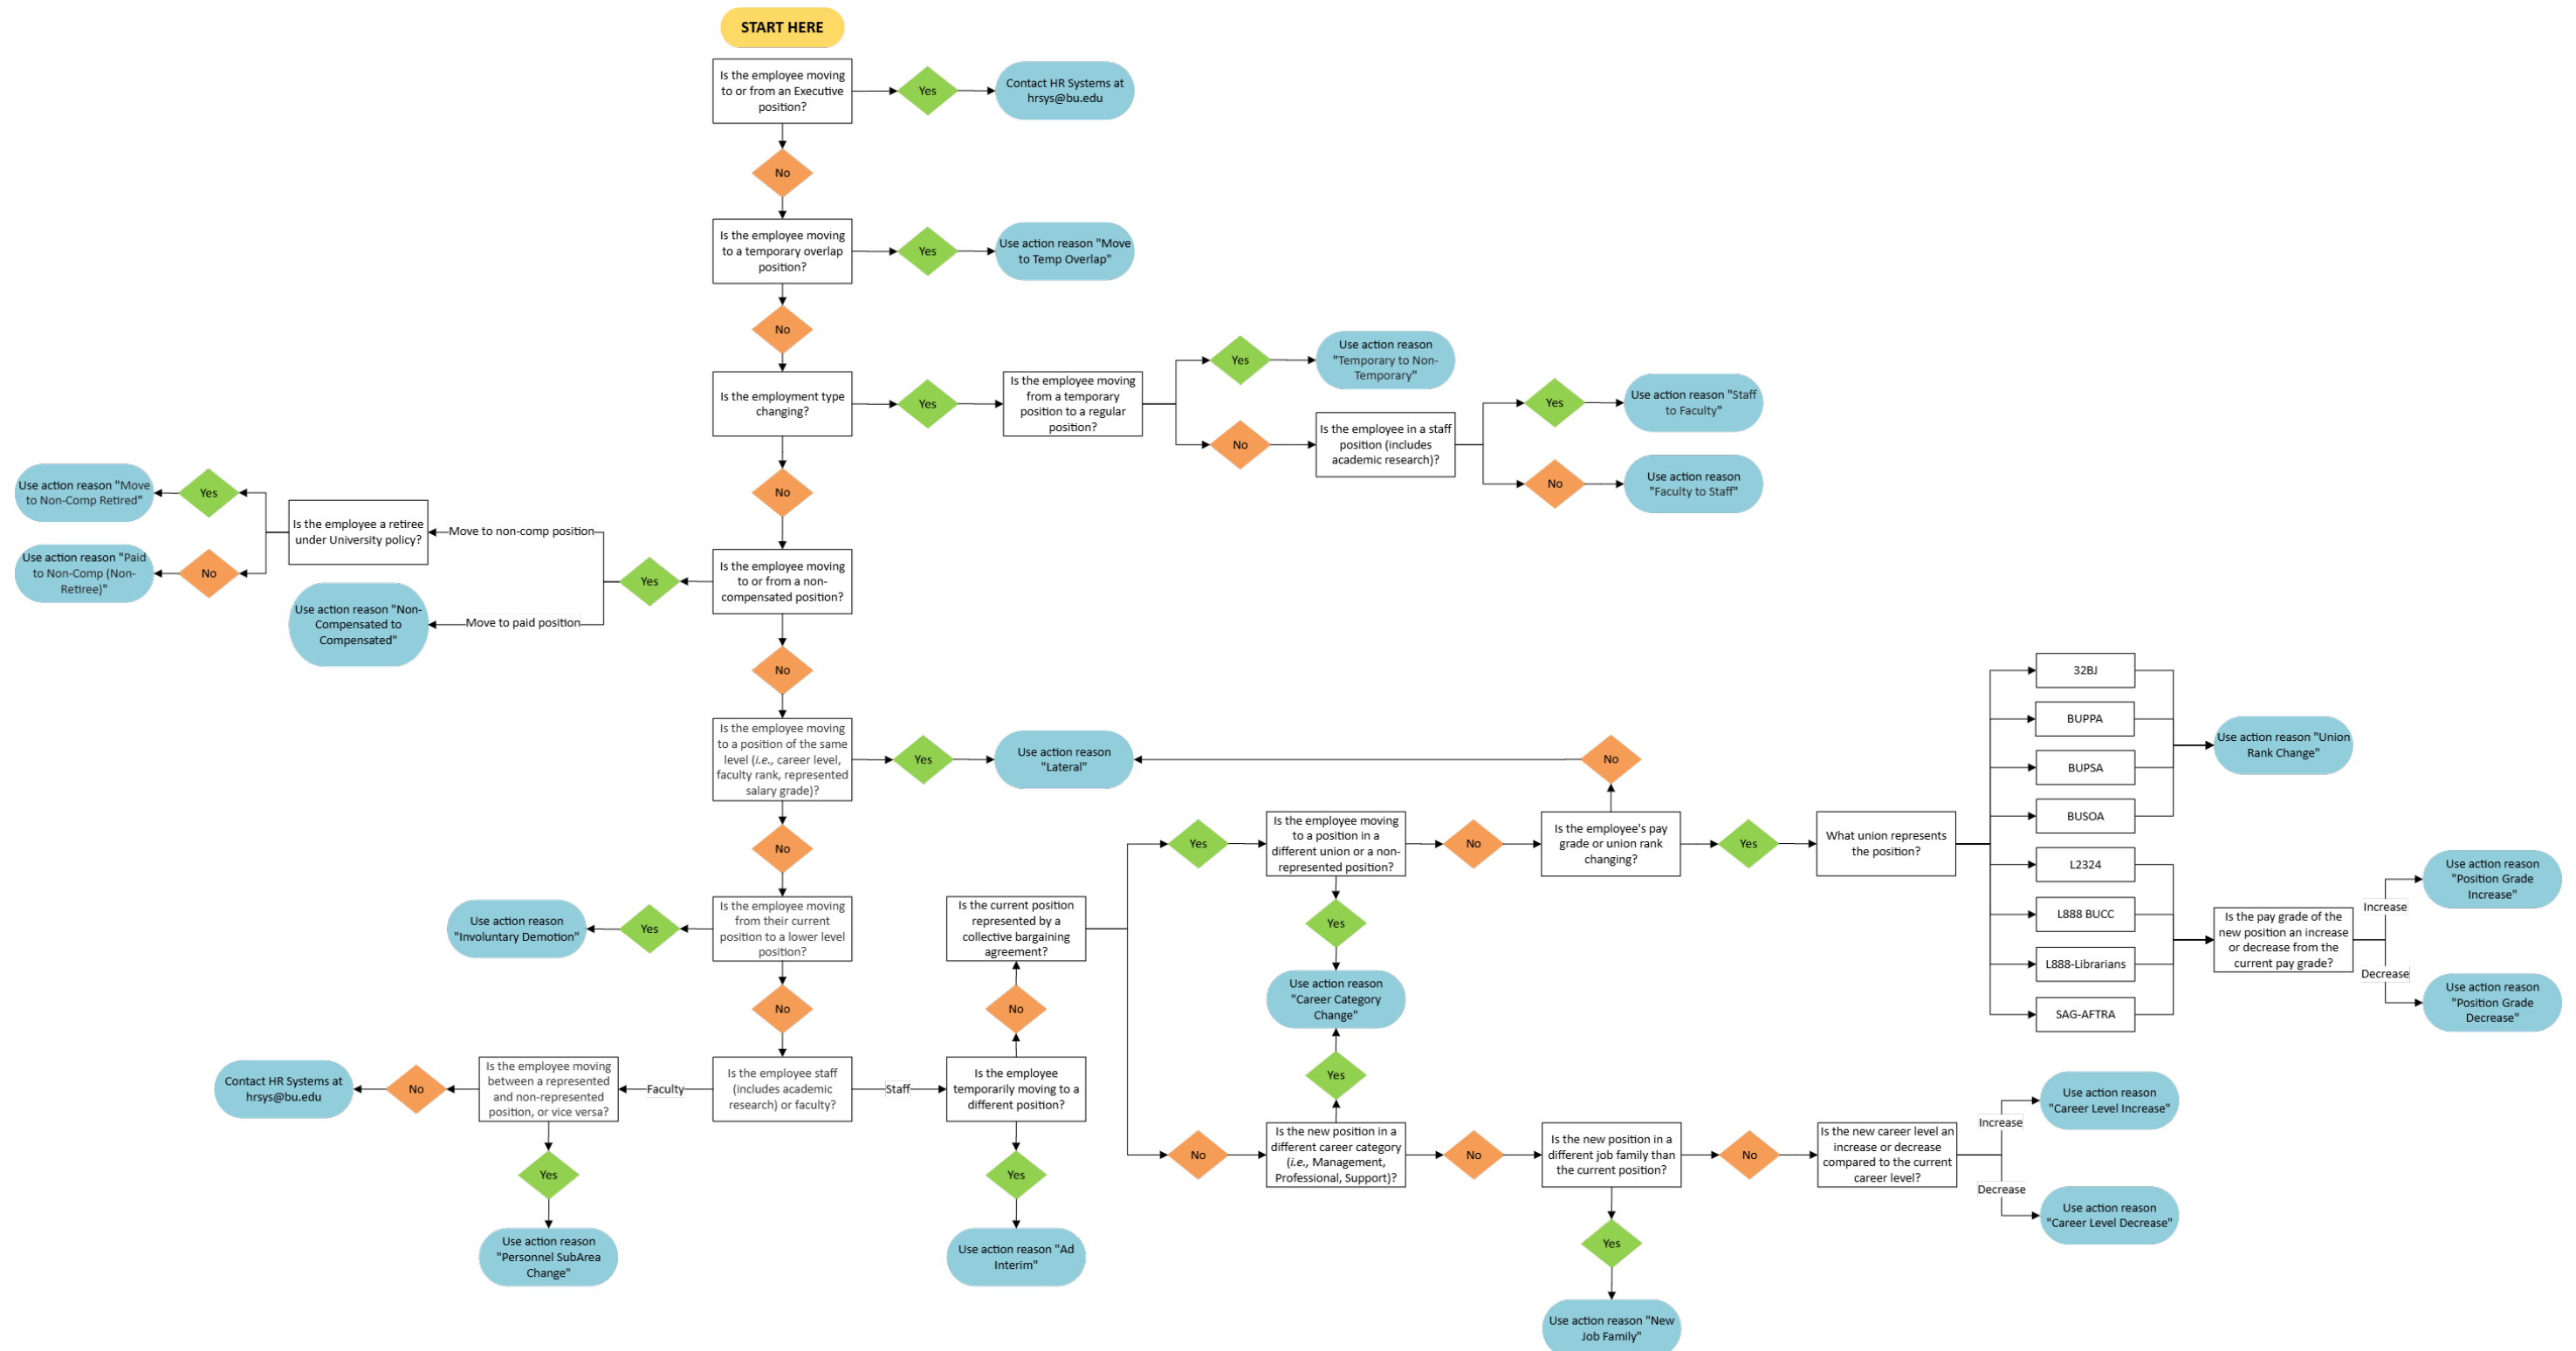 START HERE
Is the employee moving
to or from an Executive
position?
Yes
Contact HR Systems at
hrsys@bu.edu
No
Is the employee moving
to a temporary overlap
position?
Yes
Use action reason "Move
to Temp Overlap"
No
Is the employment type
changing?
Yes
Is the employee moving
from a temporary
position to a regular
position?
Yes
Use action reason
"Temporary to Non-
Temporary"
No
Is the employee in a staff
position (includes
academic research)?
Yes
Use action reason "Staff
to Faculty"
No
Use action reason
"Faculty to Staff"
No
Is the employee moving
to or from a non-
compensated position?
Yes
Move to non-comp position
Is the employee a retiree
under University policy?
Yes
Use action reason "Move
to Non-Comp Retired"
No
Use action reason "Paid
to Non-Comp (Non-
Retiree)"
Move to paid position
Use action reason "Non-
Compensated to
Compensated"
No
Is the employee moving
to a position of the same
level (i.e., career level,
faculty rank, represented
salary grade)?
Yes
Use action reason
"Lateral"
No
Is the employee moving
from their current
position to a lower level
position?
Yes
Use action reason
"Involuntary Demotion"
No
Is the employee staff
(includes academic
research) or faculty?
Faculty
Is the employee moving
between a represented
and non-represented
position, or vice versa?
No
Contact HR Systems at
hrsys@bu.edu
Yes
Use action reason
"Personnel SubArea
Change"
Staff
Is the employee
temporarily moving to a
different position?
Yes
Use action reason "Ad
Interim"
No
Is the current position
represented by a
collective bargaining
agreement?
Yes
Is the employee moving
to a position in a
different union or a non-
represented position?
Yes
Use action reason
"Career Category
Change"
No
Is the employee's pay
grade or union rank
changing?
No
Yes
What union represents
the position?
32BJ
BUPPA
BUPSA
BUSOA
Use action reason "Union
Rank Change"
L2324
L888 BUCC
L888-Librarians
SAG-AFTRA
Is the pay grade of the
new position an increase
or decrease from the
current pay grade?
Increase
Use action reason
"Position Grade
Increase"
Decrease
Use action reason
"Position Grade
Decrease"
No
Is the new position in a
different career category
(i.e., Management,
Professional, Support)?
Yes
No
Is the new position in a
different job family than
the current position?
Yes
Use action reason "New
Job Family"
No
Is the new career level an
increase or decrease
compared to the current
career level?
Increase
Use action reason
"Career Level Increase"
Decrease
Use action reason
"Career Level Decrease"